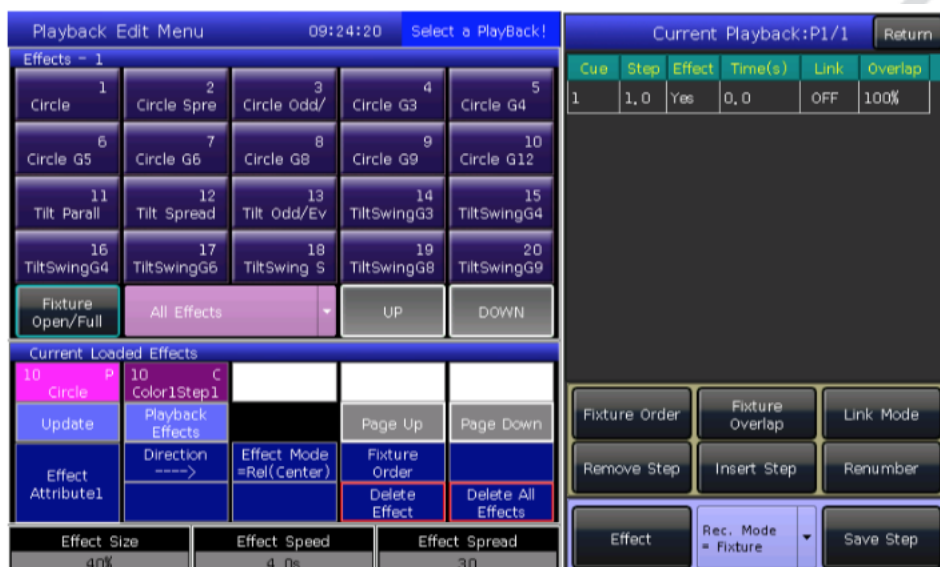 Playback Edit Menu 09:24:20 Select a PlayBack!
Effects - 1
1 Circle
2 Circle Spre
3 Circle Odd/
4 Circle G3
5 Circle G4
6 Circle G5
7 Circle G6
8 Circle G8
9 Circle G9
10 Circle G12
11 Tilt Parall
12 Tilt Spread
13 Tilt Odd/Ev
14 TiltSwingG3
15 TiltSwingG4
16 TiltSwingG4
17 TiltSwingG6
18 TiltSwing S
19 TiltSwingG8
20 TiltSwingG9
Fixture
Open/Full
All Effects
UP
DOWN
Current Loaded Effects
10 P
Circle
10 C
Color1Step1
Update
Playback
Effects
Page Up
Page Down
Effect
Attribute1
Direction
---->
Effect Mode
=Rel(Center)
Fixture
Order
Delete
Effect
Delete All
Effects
Effect Size
40%
Effect Speed
4.0s
Effect Spread
30
Current Playback:P1/1
Return
Cue Step Effect Time(s) Link Overlap
1 1.0 Yes 0.0 OFF 100%
Fixture Order
Fixture
Overlap
Link Mode
Remove Step
Insert Step
Renumber
Effect
Rec. Mode
= Fixture
Save Step